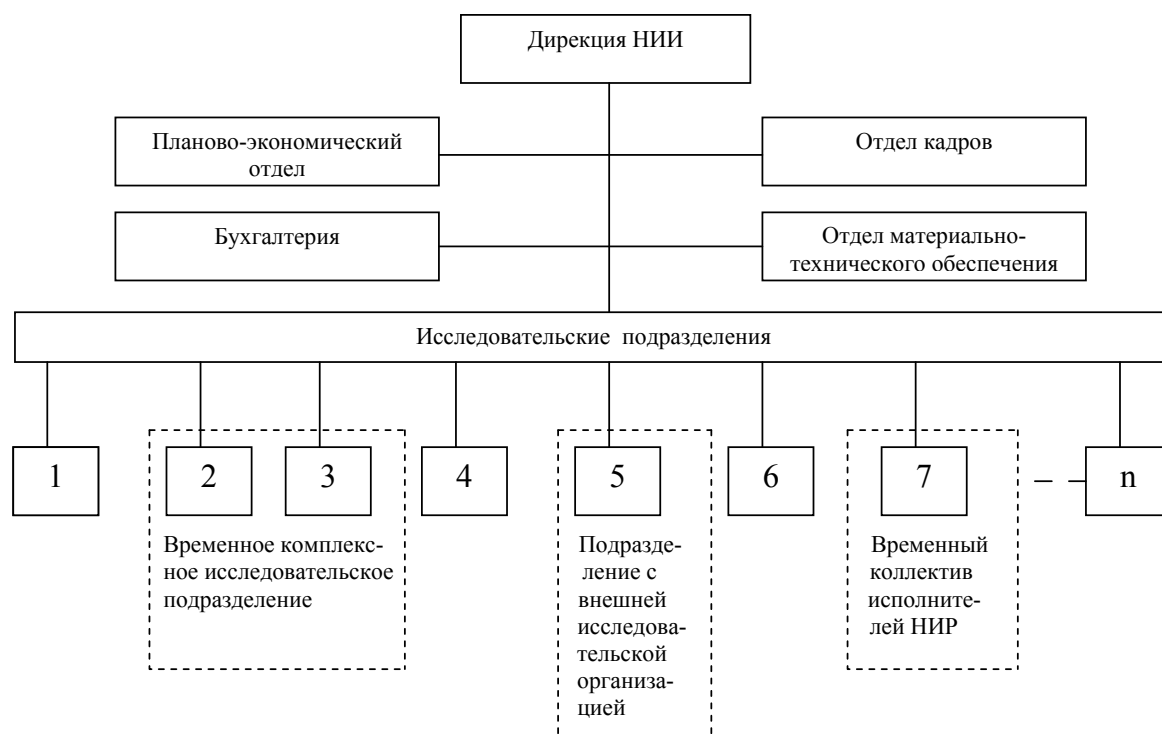 Дирекция НИИ
Планово-экономический
отдел
Отдел кадров
Бухгалтерия
Отдел материально-
технического обеспечения
Исследовательские подразделения
1
2
3
4
5
6
7
– –
n
Временное комплекс-
ное исследовательское
подразделение
Подразде-
ление с
внешней
исследова-
тельской
организа-
цией
Временный
коллектив
исполните-
лей НИР